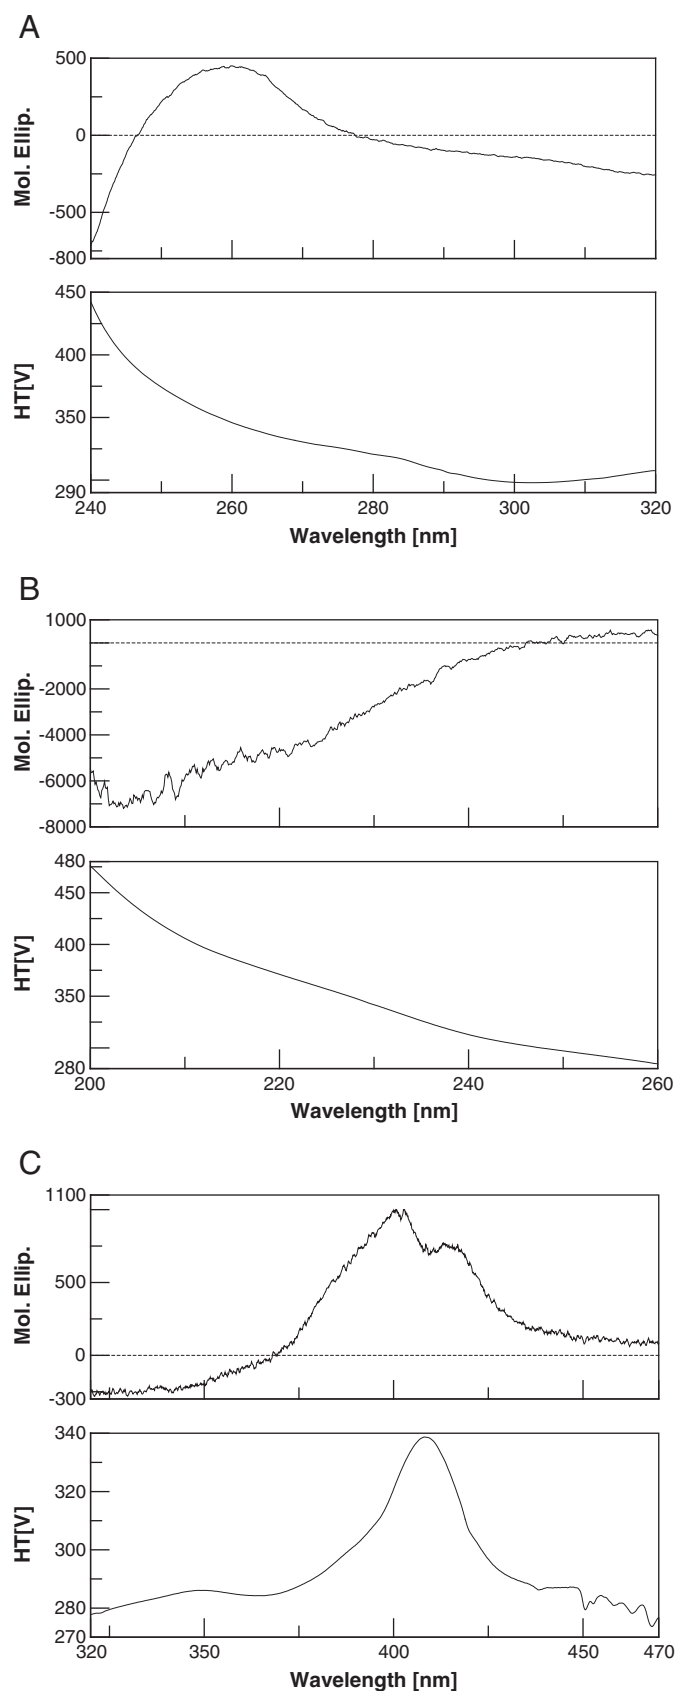 A
500
0
-500
-800
Mol. Ellip.
450
400
350
290
HT[V]
240 260 280 300 320
Wavelength [nm]
B
1000
-2000
-4000
-6000
-8000
Mol. Ellip.
480
450
400
350
280
HT[V]
200 220 240 260
Wavelength [nm]
C
1100
500
0
-300
Mol. Ellip.
340
320
300
280
270
HT[V]
320 350 400 450 470
Wavelength [nm]